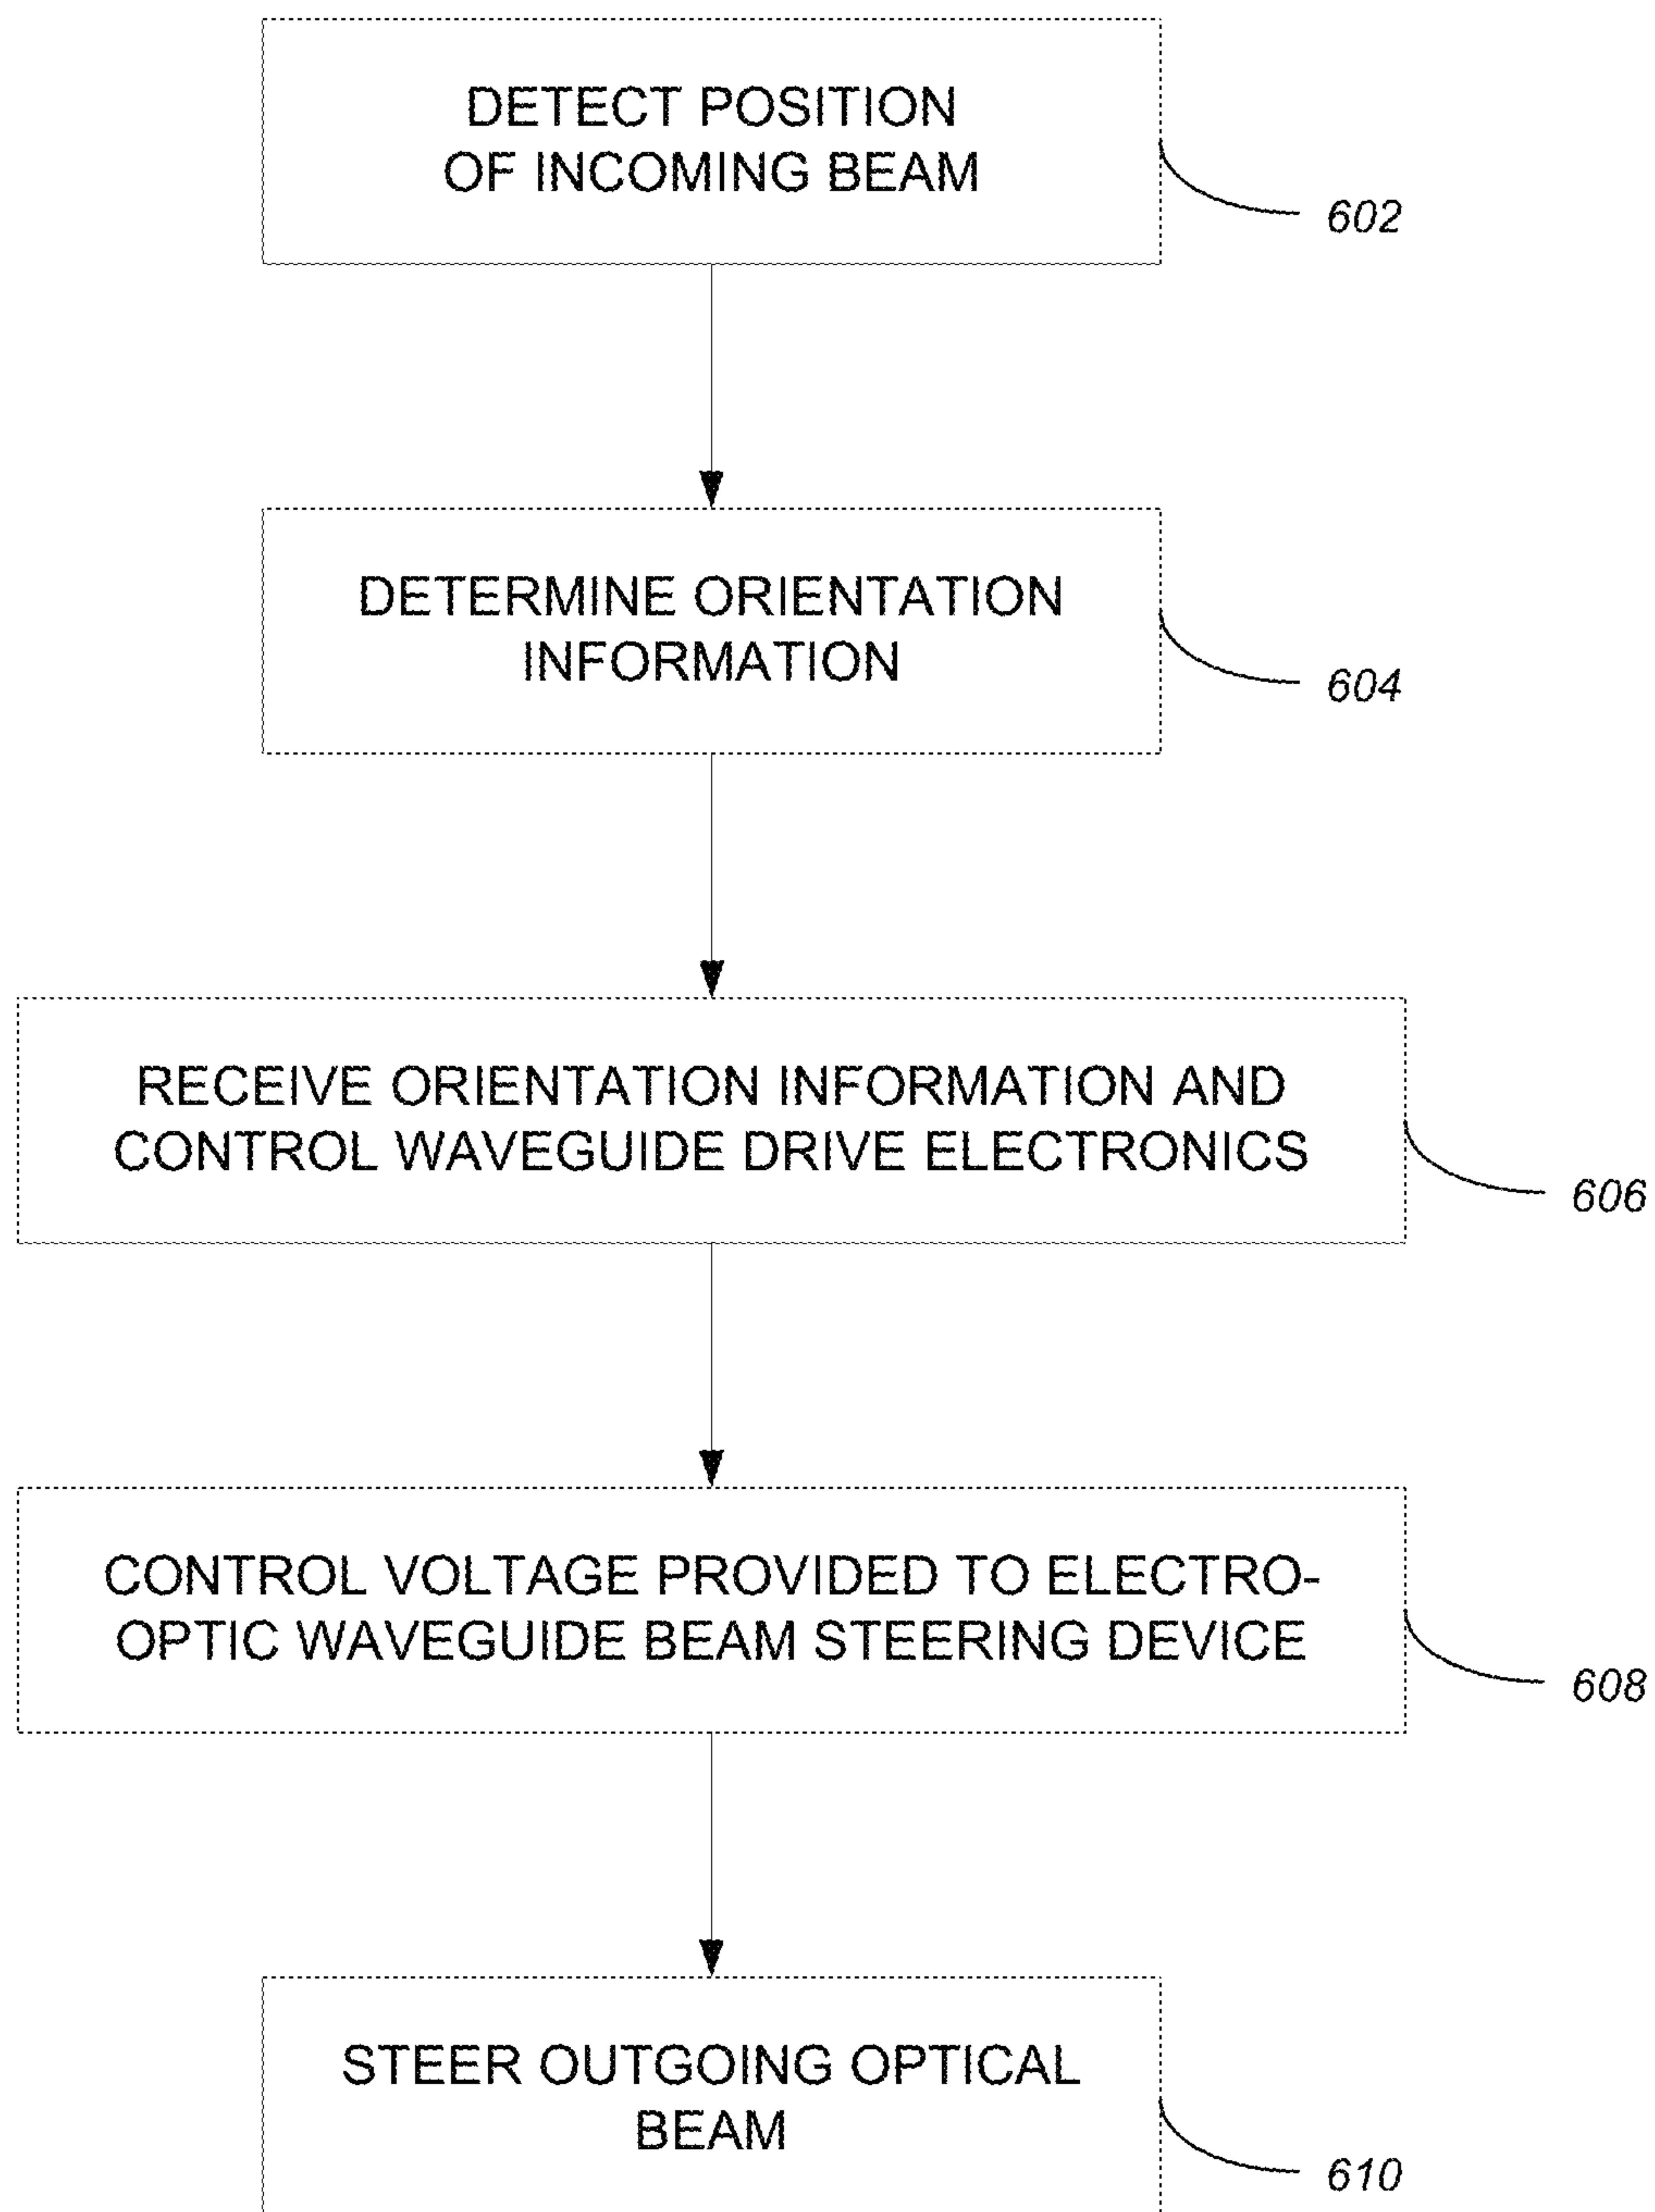 DETECT POSITION
OF INCOMING BEAM
602
DETERMINE ORIENTATION
INFORMATION
604
RECEIVE ORIENTATION INFORMATION AND
CONTROL WAVEGUIDE DRIVE ELECTRONICS
606
CONTROL VOLTAGE PROVIDED TO ELECTRO-
OPTIC WAVEGUIDE BEAM STEERING DEVICE
608
STEER OUTGOING OPTICAL
BEAM
610